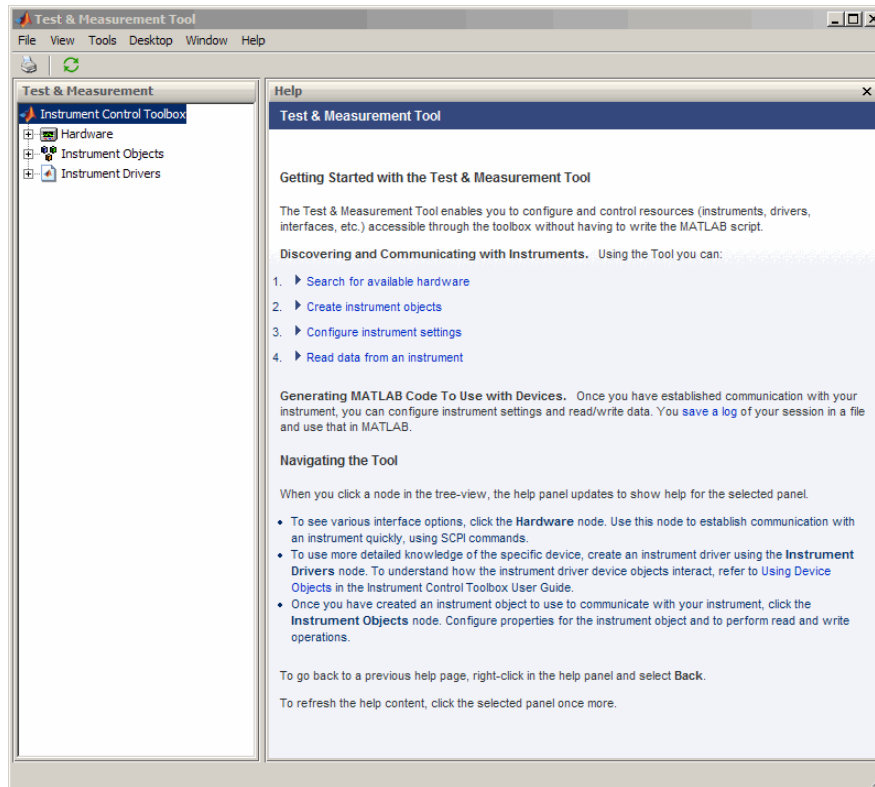 Test & Measurement Tool
File View Tools Desktop Window Help
Test & Measurement
Instrument Control Toolbox
Hardware
Instrument Objects
Instrument Drivers
Help
Test & Measurement Tool
Getting Started with the Test & Measurement Tool
The Test & Measurement Tool enables you to configure and control resources (instruments, drivers,
interfaces, etc.) accessible through the toolbox without having to write the MATLAB script.
Discovering and Communicating with Instruments. Using the Tool you can:
1. Search for available hardware
2. Create instrument objects
3. Configure instrument settings
4. Read data from an instrument
Generating MATLAB Code To Use with Devices. Once you have established communication with your
instrument, you can configure instrument settings and read/write data. You save a log of your session in a file
and use that in MATLAB.
Navigating the Tool
When you click a node in the tree-view, the help panel updates to show help for the selected panel.
• To see various interface options, click the Hardware node. Use this node to establish communication with
an instrument quickly, using SCPI commands.
• To use more detailed knowledge of the specific device, create an instrument driver using the Instrument
Drivers node. To understand how the instrument driver device objects interact, refer to Using Device
Objects in the Instrument Control Toolbox User Guide.
• Once you have created an instrument object to use to communicate with your instrument, click the
Instrument Objects node. Configure properties for the instrument object and to perform read and write
operations.
To go back to a previous help page, right-click in the help panel and select Back.
To refresh the help content, click the selected panel once more.